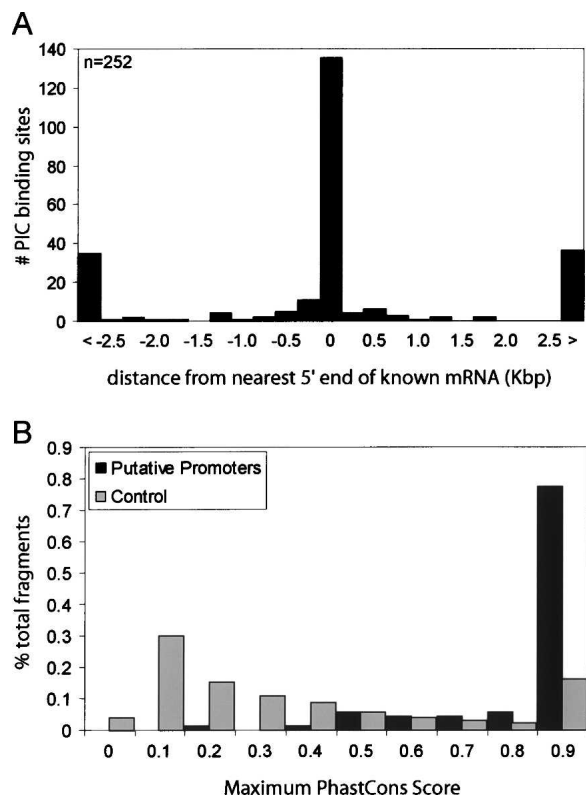 A
n=252
140
120
100
80
60
40
20
0
# PIC binding sites
< -2.5 -2.0 -1.5 -1.0 -0.5 0 0.5 1.0 1.5 2.0 2.5 >
distance from nearest 5' end of known mRNA (Kbp)
B
Putative Promoters
Control
0.9
0.8
0.7
0.6
0.5
0.4
0.3
0.2
0.1
0
% total fragments
0 0.1 0.2 0.3 0.4 0.5 0.6 0.7 0.8 0.9
Maximum PhastCons Score